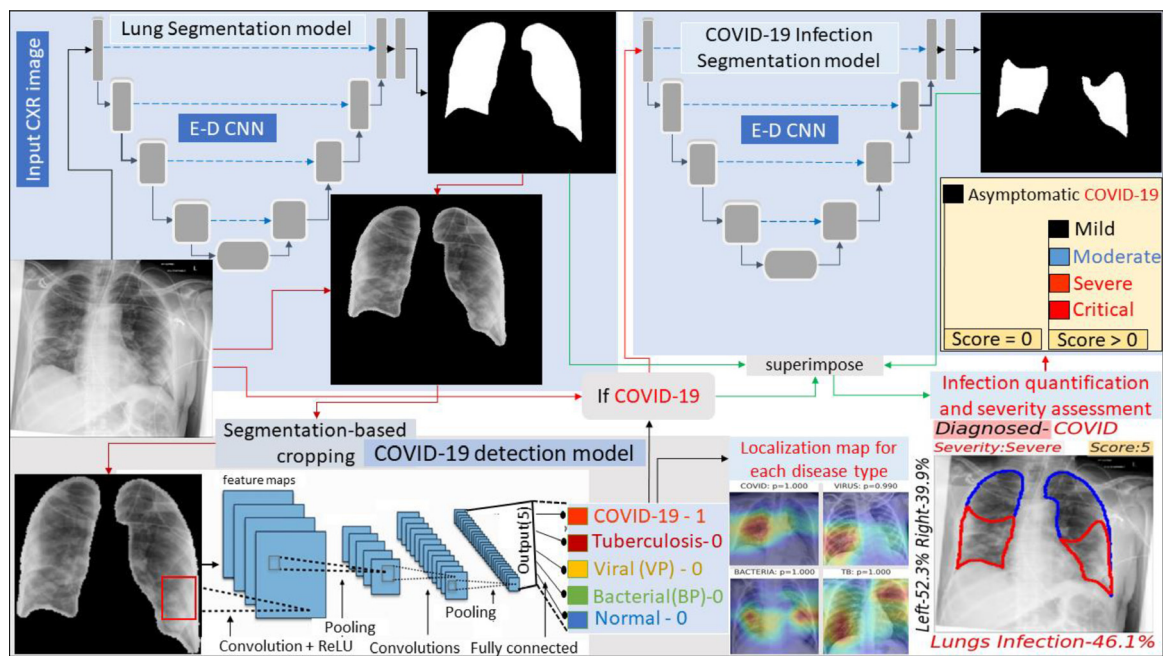 Lung Segmentation model
Input CXR image
E-D CNN
COVID-19 Infection
Segmentation model
E-D CNN
Asymptomatic COVID-19
Mild
Moderate
Severe
Critical
Score = 0
Score > 0
superimpose
If COVID-19
Infection quantification
and severity assessment
Segmentation-based
cropping
COVID-19 detection model
feature maps
Convolution + ReLU
Pooling
Convolutions
Pooling
Fully connected
Output(5)
COVID-19 - 1
Tuberculosis-0
Viral (VP) - 0
Bacterial(BP)-0
Normal - 0
Localization map for
each disease type
COVID: p=1.000
VIRUS: p=0.990
BACTERIA: p=1.000
TB: p=1.000
Diagnosed-COVID
Severity:Severe
Score:5
Left-52.3% Right-39.9%
Lungs Infection-46.1%